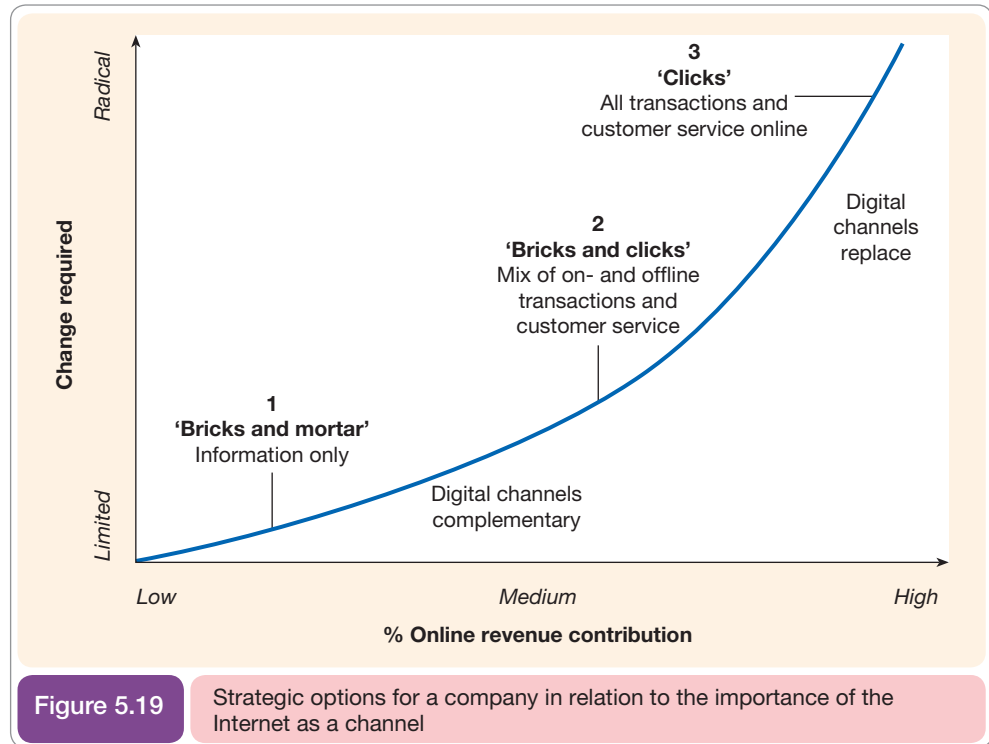 Radical
Change required
Limited
3
‘Clicks’
All transactions and
customer service online
Digital
channels
replace
2
‘Bricks and clicks’
Mix of on- and offline
transactions and
customer service
1
‘Bricks and mortar’
Information only
Digital channels
complementary
Low
Medium
High
% Online revenue contribution
Figure 5.19
Strategic options for a company in relation to the importance of the
Internet as a channel